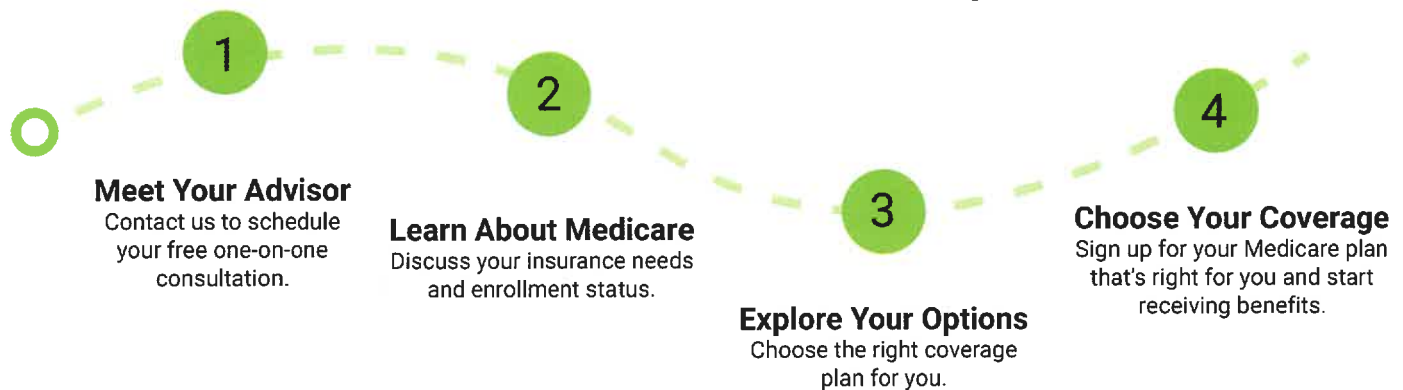 1
Meet Your Advisor
Contact us to schedule
your free one-on-one
consultation.
2
Learn About Medicare
Discuss your insurance needs
and enrollment status.
3
Explore Your Options
Choose the right coverage
plan for you.
4
Choose Your Coverage
Sign up for your Medicare plan
that's right for you and start
receiving benefits.